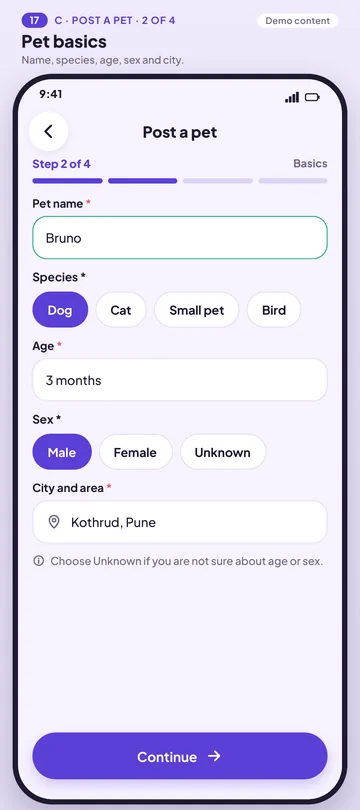 17 C · POST A PET · 2 OF 4 Demo content
Pet basics
Name, species, age, sex and city.
9:41
Post a pet
Step 2 of 4 Basics
Pet name *
Bruno
Species *
Dog Cat Small pet Bird
Age *
3 months
Sex *
Male Female Unknown
City and area *
Kothrud, Pune
Choose Unknown if you are not sure about age or sex.
Continue →